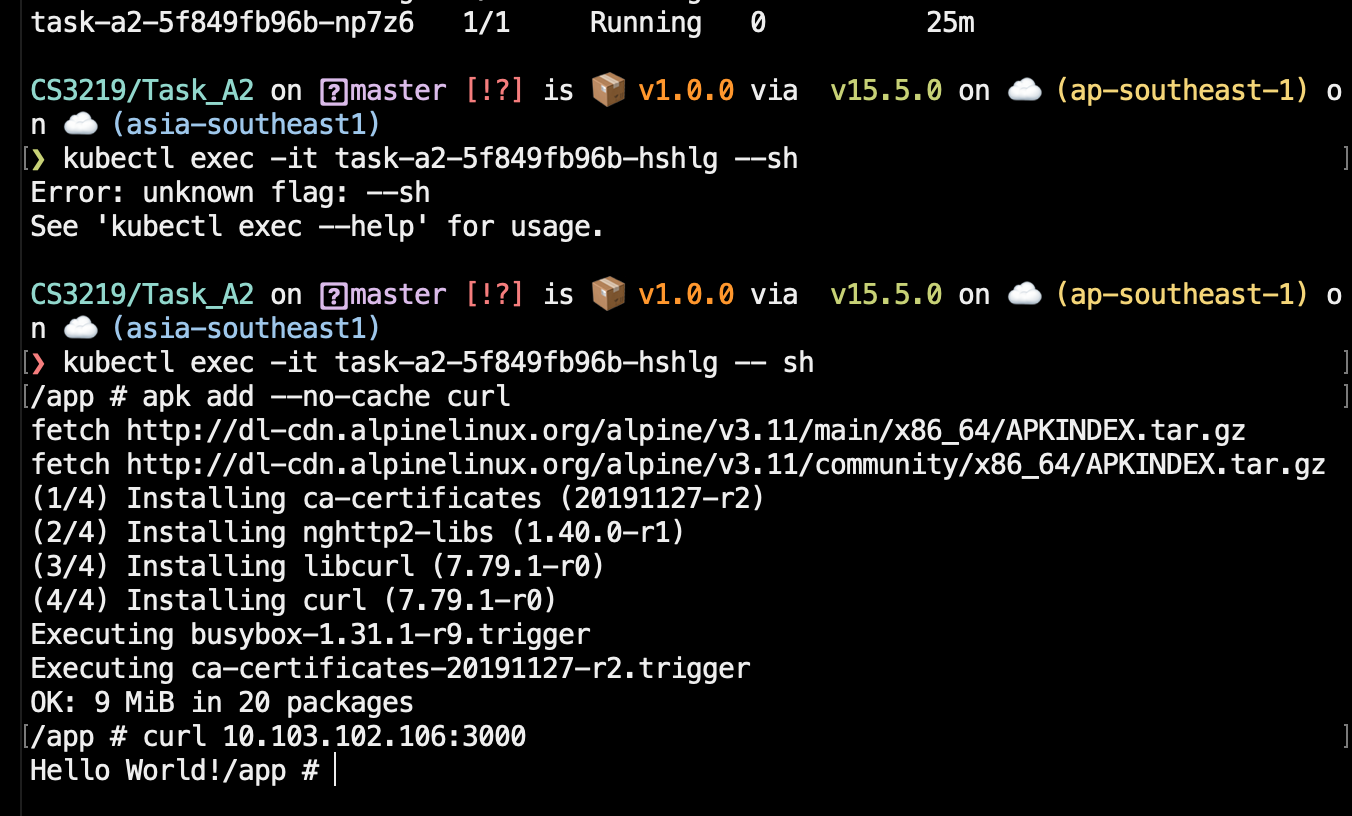 task-a2-5f849fb96b-np7z6   1/1     Running   0          25m
CS3219/Task_A2 on [?]master [!?] is 📦 v1.0.0 via  v15.5.0 on ☁️ (ap-southeast-1) o
n ☁️ (asia-southeast1)
[❯ kubectl exec -it task-a2-5f849fb96b-hshlg --sh ]
Error: unknown flag: --sh
See 'kubectl exec --help' for usage.
CS3219/Task_A2 on [?]master [!?] is 📦 v1.0.0 via  v15.5.0 on ☁️ (ap-southeast-1) o
n ☁️ (asia-southeast1)
[❯ kubectl exec -it task-a2-5f849fb96b-hshlg -- sh ]
[/app # apk add --no-cache curl ]
fetch http://dl-cdn.alpinelinux.org/alpine/v3.11/main/x86_64/APKINDEX.tar.gz
fetch http://dl-cdn.alpinelinux.org/alpine/v3.11/community/x86_64/APKINDEX.tar.gz
(1/4) Installing ca-certificates (20191127-r2)
(2/4) Installing nghttp2-libs (1.40.0-r1)
(3/4) Installing libcurl (7.79.1-r0)
(4/4) Installing curl (7.79.1-r0)
Executing busybox-1.31.1-r9.trigger
Executing ca-certificates-20191127-r2.trigger
OK: 9 MiB in 20 packages
[/app # curl 10.103.102.106:3000 ]
Hello World!/app #